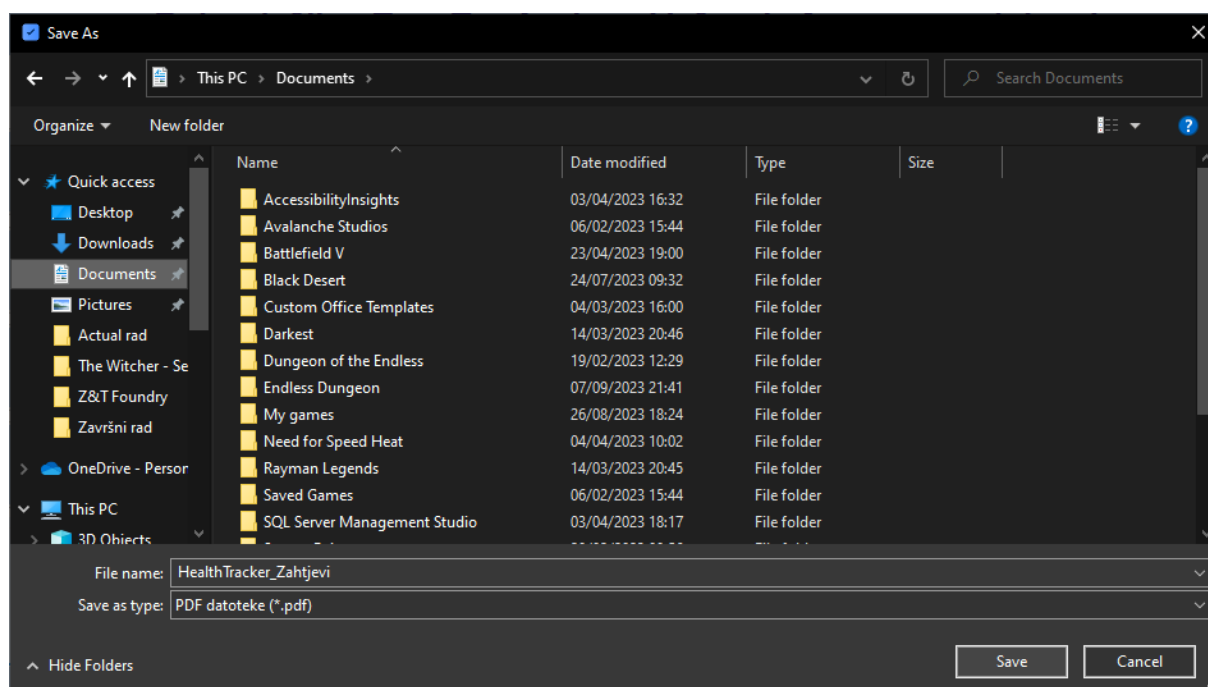 Save As
This PC > Documents >
Search Documents
Organize
New folder
Name
Date modified
Type
Size
Quick access
Desktop
Downloads
Documents
Pictures
Actual rad
The Witcher - Se
Z&T Foundry
Završni rad
OneDrive - Person
This PC
3D Objects
AccessibilityInsights 03/04/2023 16:32 File folder
Avalanche Studios 06/02/2023 15:44 File folder
Battlefield V 23/04/2023 19:00 File folder
Black Desert 24/07/2023 09:32 File folder
Custom Office Templates 04/03/2023 16:00 File folder
Darkest 14/03/2023 20:46 File folder
Dungeon of the Endless 19/02/2023 12:29 File folder
Endless Dungeon 07/09/2023 21:41 File folder
My games 26/08/2023 18:24 File folder
Need for Speed Heat 04/04/2023 10:02 File folder
Rayman Legends 14/03/2023 20:45 File folder
Saved Games 06/02/2023 15:44 File folder
SQL Server Management Studio 03/04/2023 18:17 File folder
File name: HealthTracker_Zahtjevi
Save as type: PDF datoteke (*.pdf)
Hide Folders
Save
Cancel